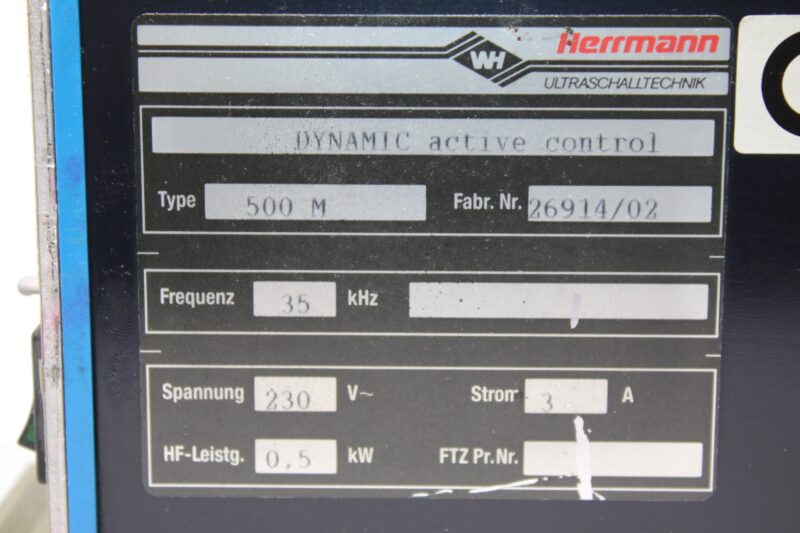 WH Herrmann
ULTRASCHALLTECHNIK
DYNAMIC active control
Type 500 M Fabr. Nr. 26914/02
Frequenz 35 kHz
Spannung 230 V~ Strom 3 A
HF-Leistg. 0,5 kW FTZ Pr.Nr.